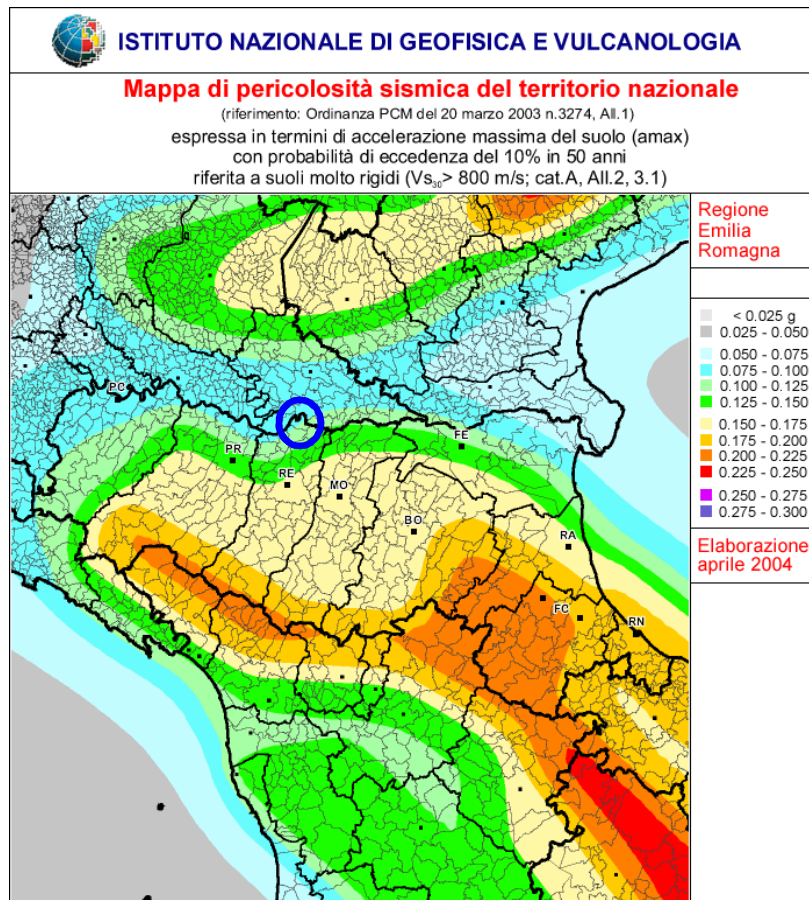 ISTITUTO NAZIONALE DI GEOFISICA E VULCANOLOGIA
Mappa di pericolosità sismica del territorio nazionale
(riferimento: Ordinanza PCM del 20 marzo 2003 n.3274, All.1)
espressa in termini di accelerazione massima del suolo (amax)
con probabilità di eccedenza del 10% in 50 anni
riferita a suoli molto rigidi (Vs₃₀> 800 m/s; cat.A, All.2, 3.1)
Regione
Emilia
Romagna
< 0.025 g
0.025 - 0.050
0.050 - 0.075
0.075 - 0.100
0.100 - 0.125
0.125 - 0.150
0.150 - 0.175
0.175 - 0.200
0.200 - 0.225
0.225 - 0.250
0.250 - 0.275
0.275 - 0.300
Elaborazione
aprile 2004
PC
PR
RE
MO
FE
BO
RA
FC
RN